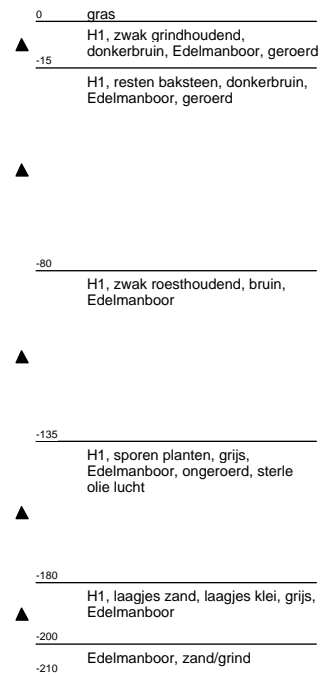 0 gras
H1, zwak grindhoudend,
donkerbruin, Edelmanboor, geroerd
-15
H1, resten baksteen, donkerbruin,
Edelmanboor, geroerd
-80
H1, zwak roesthoudend, bruin,
Edelmanboor
-135
H1, sporen planten, grijs,
Edelmanboor, ongeroerd, sterle
olie lucht
-180
H1, laagjes zand, laagjes klei, grijs,
Edelmanboor
-200
Edelmanboor, zand/grind
-210